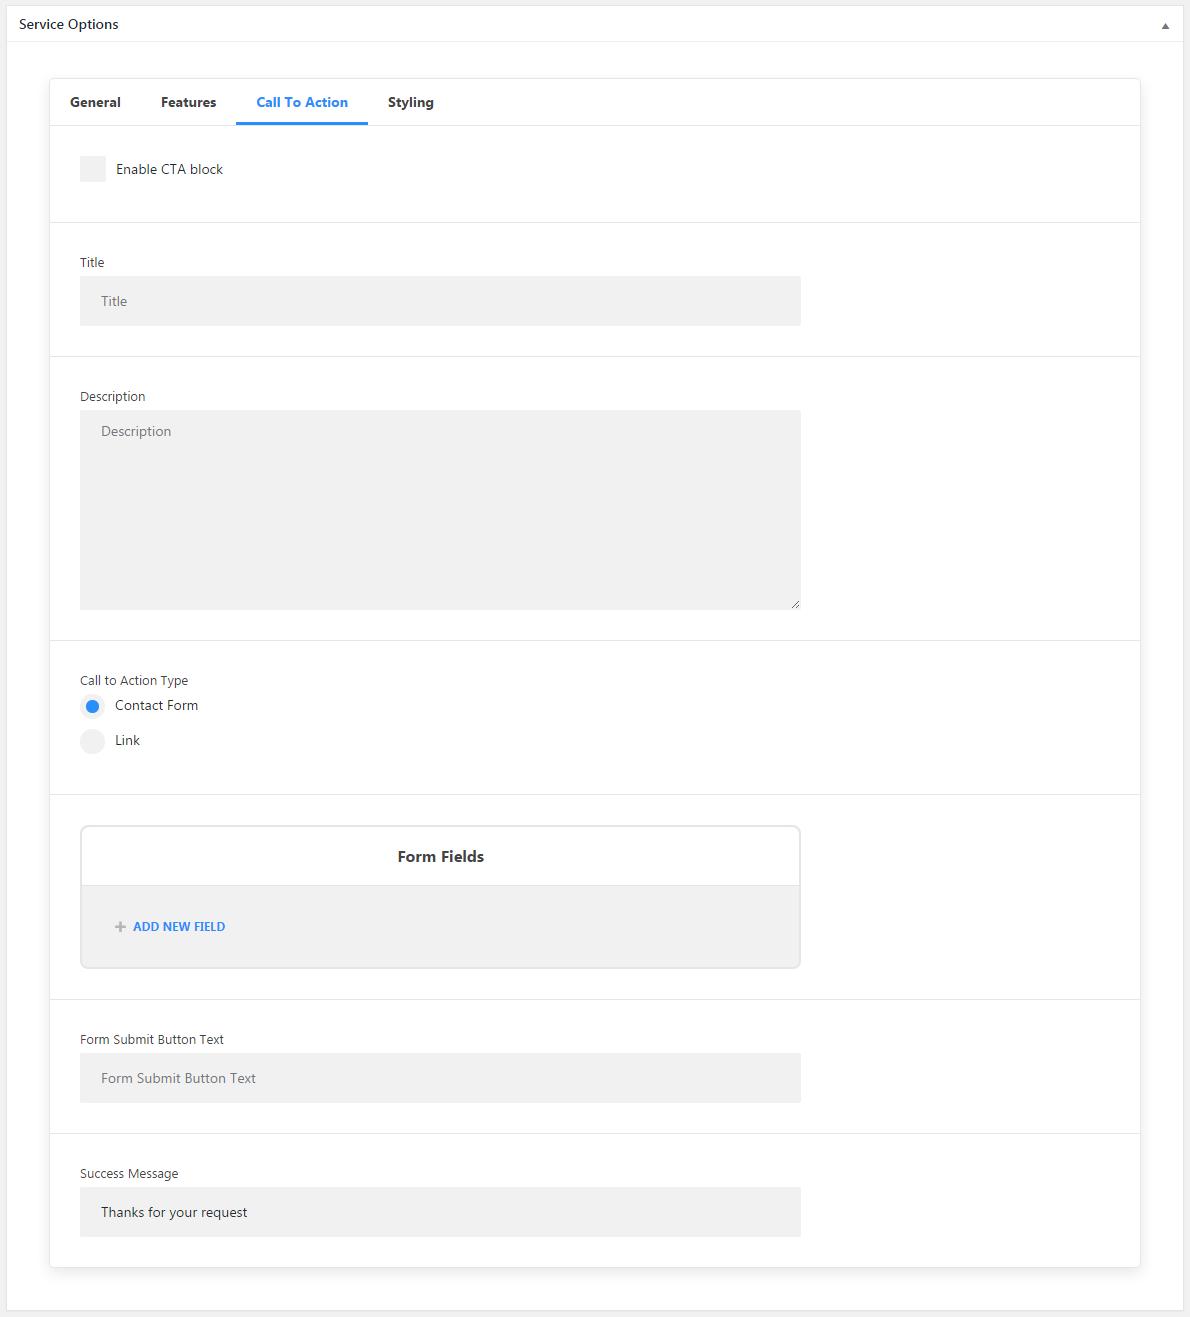 Service Options
General Features Call To Action Styling
Enable CTA block
Title
Title
Description
Description
Call to Action Type
Contact Form
Link
Form Fields
ADD NEW FIELD
Form Submit Button Text
Form Submit Button Text
Success Message
Thanks for your request